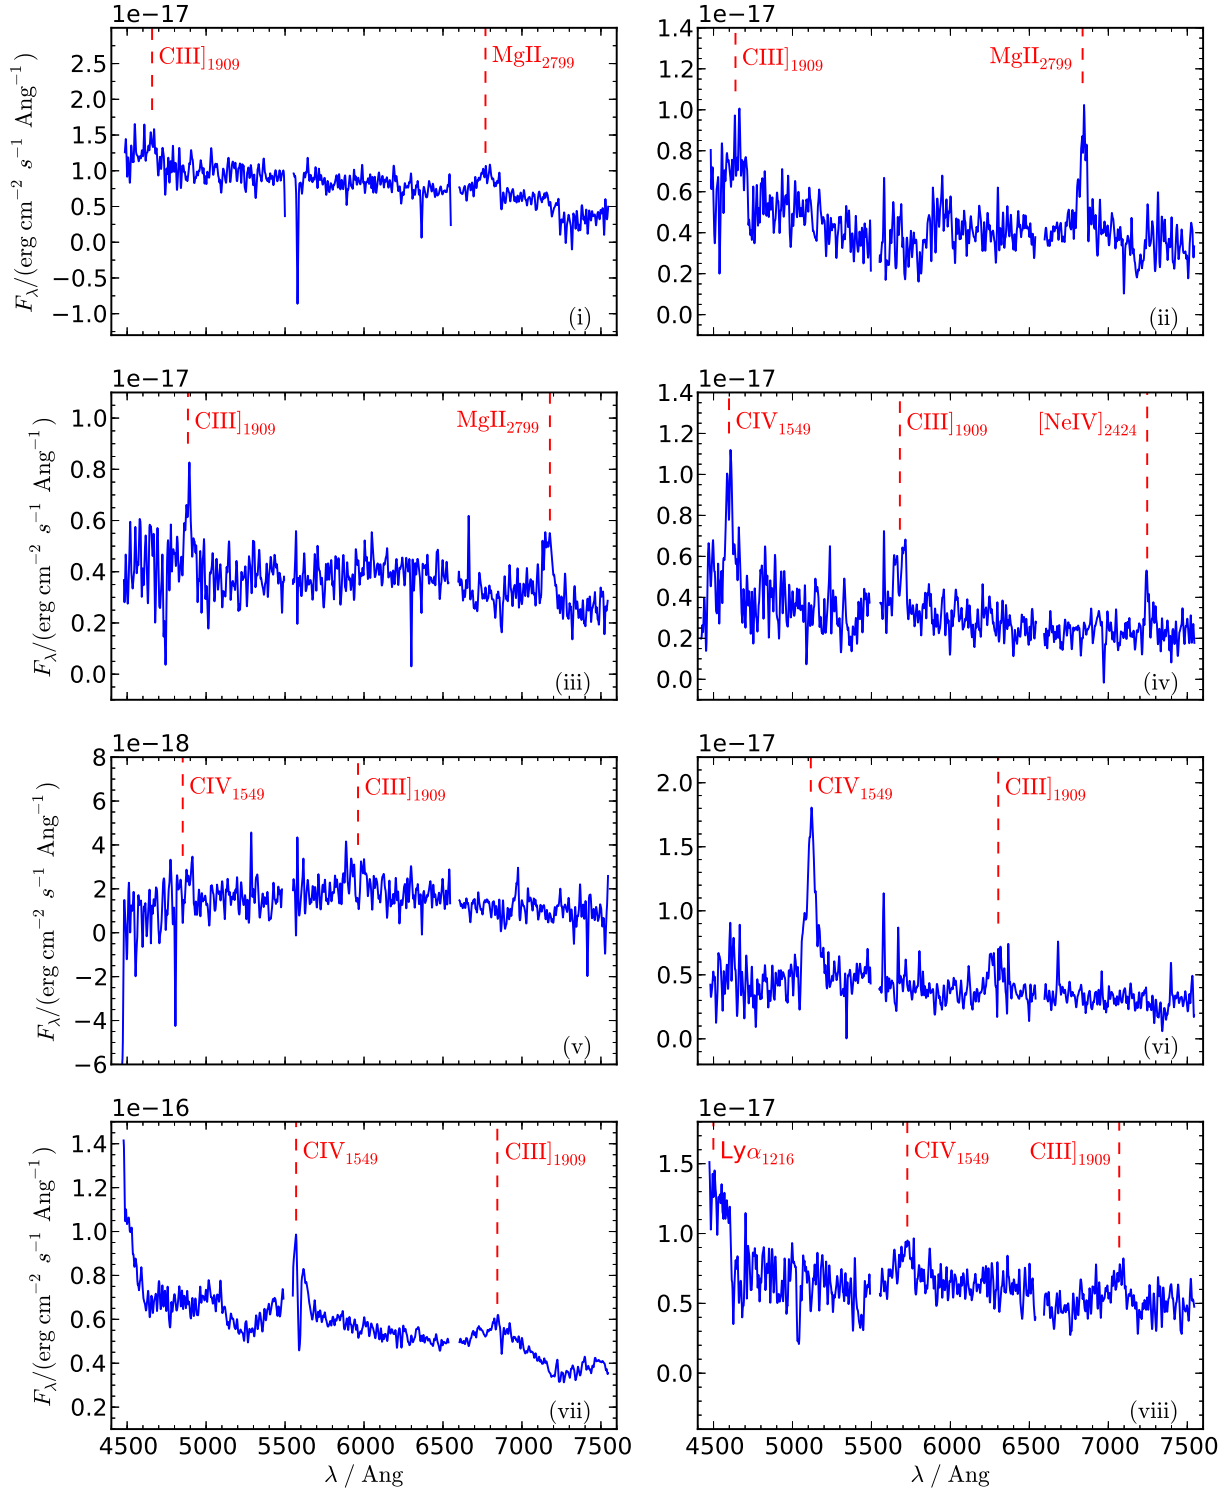 1e−17
2.5
2.0
1.5
1.0
0.5
0.0
−0.5
−1.0
F_λ/(erg cm⁻² s⁻¹ Ang⁻¹)
CIII]₁₉₀₉
MgII₂₇₉₉
(i)
1e−17
1.4
1.2
1.0
0.8
0.6
0.4
0.2
0.0
CIII]₁₉₀₉
MgII₂₇₉₉
(ii)
1e−17
1.0
0.8
0.6
0.4
0.2
0.0
F_λ/(erg cm⁻² s⁻¹ Ang⁻¹)
CIII]₁₉₀₉
MgII₂₇₉₉
(iii)
1e−17
1.4
1.2
1.0
0.8
0.6
0.4
0.2
0.0
CIV₁₅₄₉
CIII]₁₉₀₉
[NeIV]₂₄₂₄
(iv)
1e−18
8
6
4
2
0
−2
−4
−6
F_λ/(erg cm⁻² s⁻¹ Ang⁻¹)
CIV₁₅₄₉
CIII]₁₉₀₉
(v)
1e−17
2.0
1.5
1.0
0.5
0.0
CIV₁₅₄₉
CIII]₁₉₀₉
(vi)
1e−16
1.4
1.2
1.0
0.8
0.6
0.4
0.2
F_λ/(erg cm⁻² s⁻¹ Ang⁻¹)
CIV₁₅₄₉
CIII]₁₉₀₉
(vii)
4500 5000 5500 6000 6500 7000 7500
λ / Ang
1e−17
1.5
1.0
0.5
0.0
Lyα₁₂₁₆
CIV₁₅₄₉
CIII]₁₉₀₉
(viii)
4500 5000 5500 6000 6500 7000 7500
λ / Ang